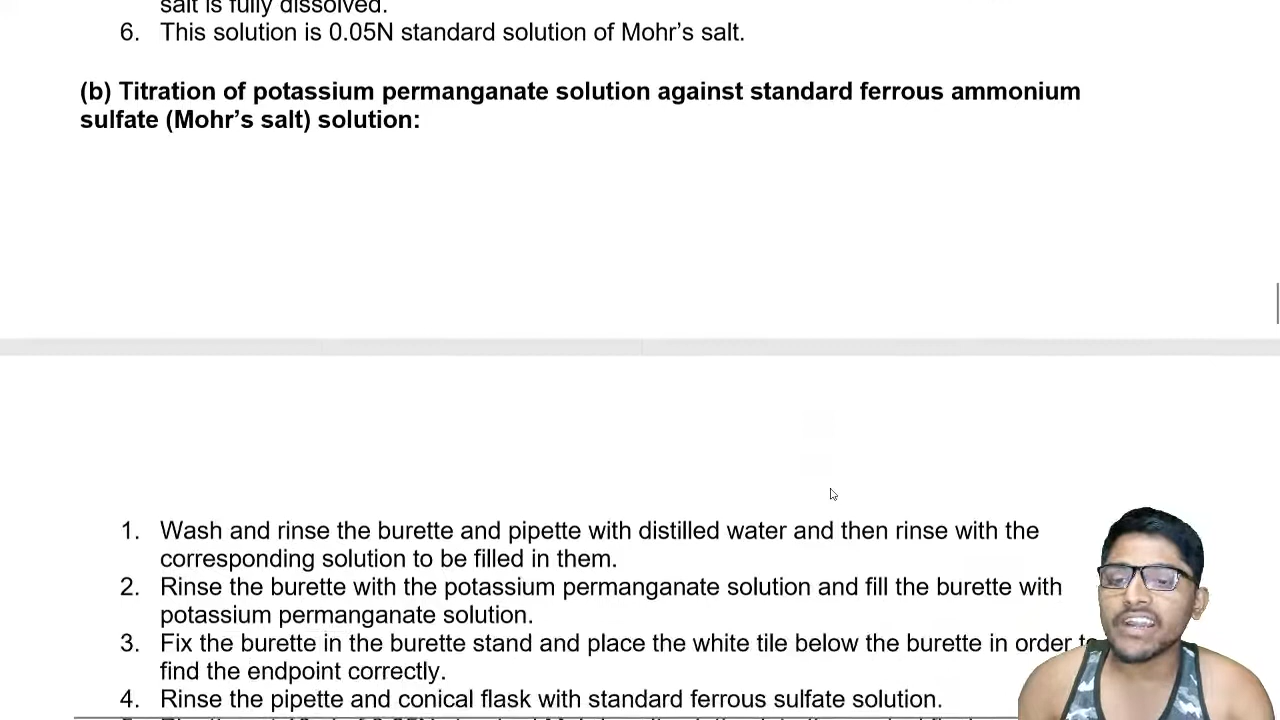 salt is fully dissolved.
6. This solution is 0.05N standard solution of Mohr’s salt.
(b) Titration of potassium permanganate solution against standard ferrous ammonium
sulfate (Mohr’s salt) solution:
1. Wash and rinse the burette and pipette with distilled water and then rinse with the
corresponding solution to be filled in them.
2. Rinse the burette with the potassium permanganate solution and fill the burette with
potassium permanganate solution.
3. Fix the burette in the burette stand and place the white tile below the burette in order
find the endpoint correctly.
4. Rinse the pipette and conical flask with standard ferrous sulfate solution.